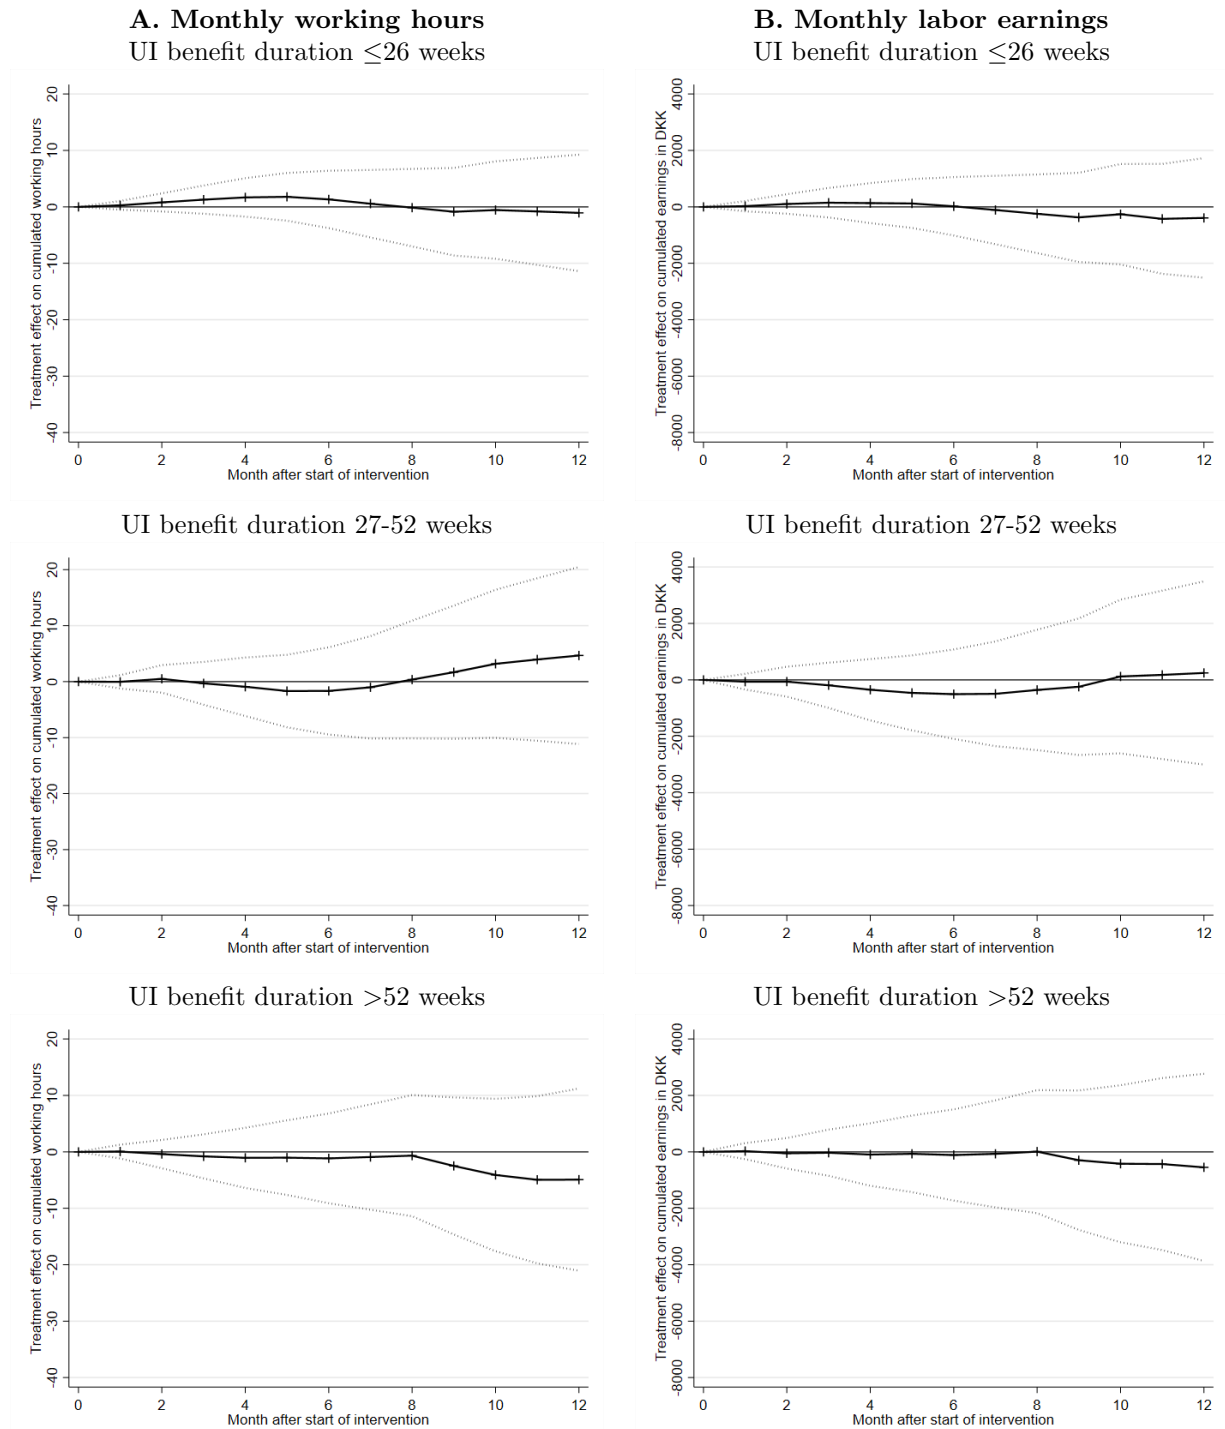 A. Monthly working hours
UI benefit duration ≤26 weeks
Treatment effect on cumulated working hours
20
10
0
-10
-20
-30
-40
0 2 4 6 8 10 12
Month after start of intervention
B. Monthly labor earnings
UI benefit duration ≤26 weeks
Treatment effect on cumulated earnings in DKK
4000
2000
0
-2000
-4000
-6000
-8000
0 2 4 6 8 10 12
Month after start of intervention
UI benefit duration 27-52 weeks
Treatment effect on cumulated working hours
20
10
0
-10
-20
-30
-40
0 2 4 6 8 10 12
Month after start of intervention
UI benefit duration 27-52 weeks
Treatment effect on cumulated earnings in DKK
4000
2000
0
-2000
-4000
-6000
-8000
0 2 4 6 8 10 12
Month after start of intervention
UI benefit duration >52 weeks
Treatment effect on cumulated working hours
20
10
0
-10
-20
-30
-40
0 2 4 6 8 10 12
Month after start of intervention
UI benefit duration >52 weeks
Treatment effect on cumulated earnings in DKK
4000
2000
0
-2000
-4000
-6000
-8000
0 2 4 6 8 10 12
Month after start of intervention